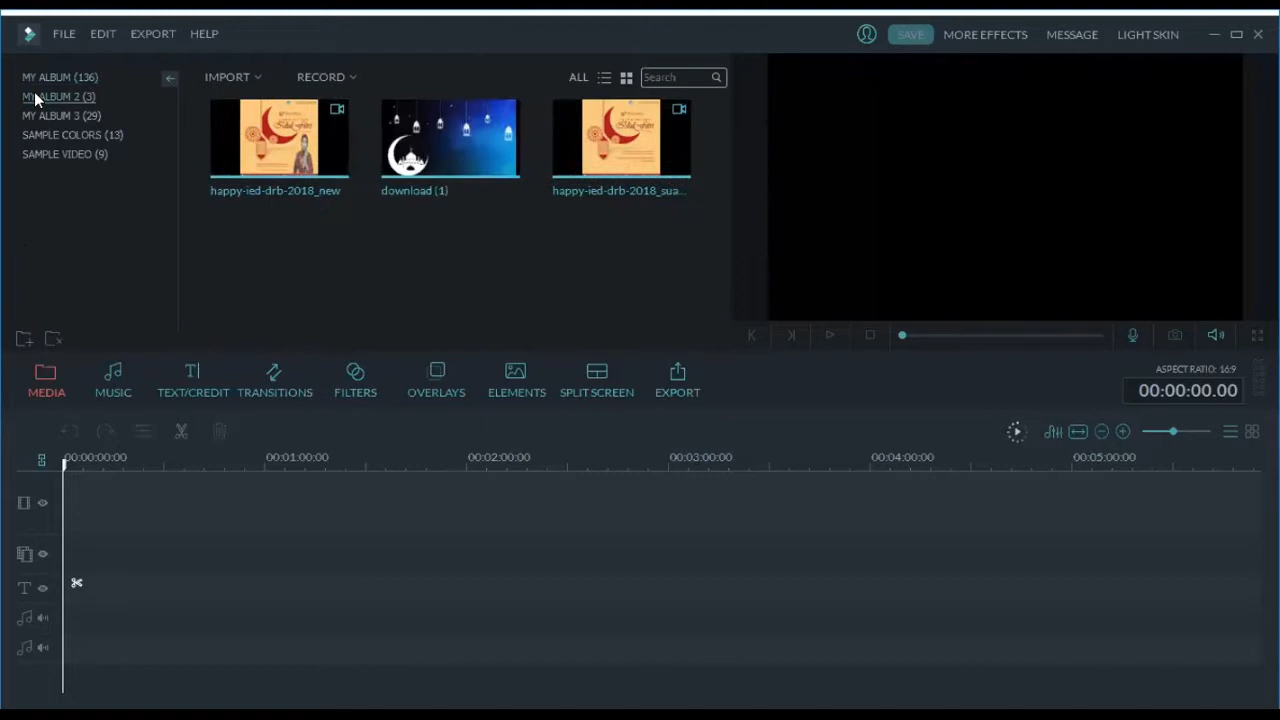 FILE EDIT EXPORT HELP SAVE MORE EFFECTS MESSAGE LIGHT SKIN
MY ALBUM (136)
MY ALBUM 2 (3)
MY ALBUM 3 (29)
SAMPLE COLORS (13)
SAMPLE VIDEO (9)
IMPORT RECORD ALL Search
happy-ied-drb-2018_new download (1) happy-ied-drb-2018_sua...
MEDIA MUSIC TEXT/CREDIT TRANSITIONS FILTERS OVERLAYS ELEMENTS SPLIT SCREEN EXPORT
ASPECT RATIO: 16:9
00:00:00.00
00:00:00:00 00:01:00:00 00:02:00:00 00:03:00:00 00:04:00:00 00:05:00:00